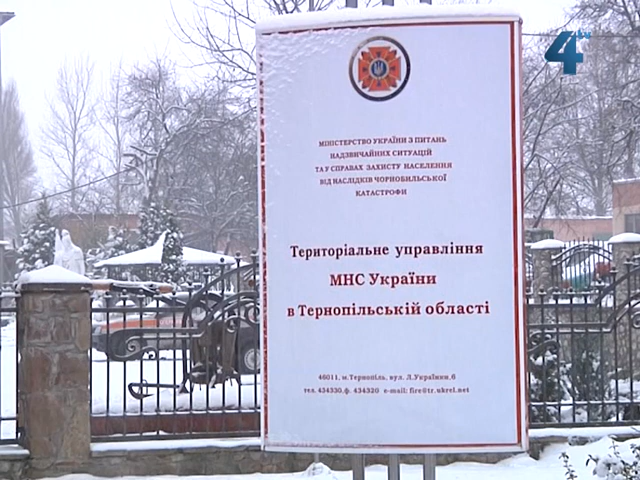 4
МІНІСТЕРСТВО УКРАЇНИ З ПИТАНЬ
НАДЗВИЧАЙНИХ СИТУАЦІЙ
ТА У СПРАВАХ ЗАХИСТУ НАСЕЛЕННЯ
ВІД НАСЛІДКІВ ЧОРНОБИЛЬСЬКОЇ
КАТАСТРОФИ
Територіальне управління
МНС України
в Тернопільській області
46011, м.Тернопіль, вул. Л.Українки,6
тел. 434330,ф. 434320 e-mail: fire@tr.ukrel.net